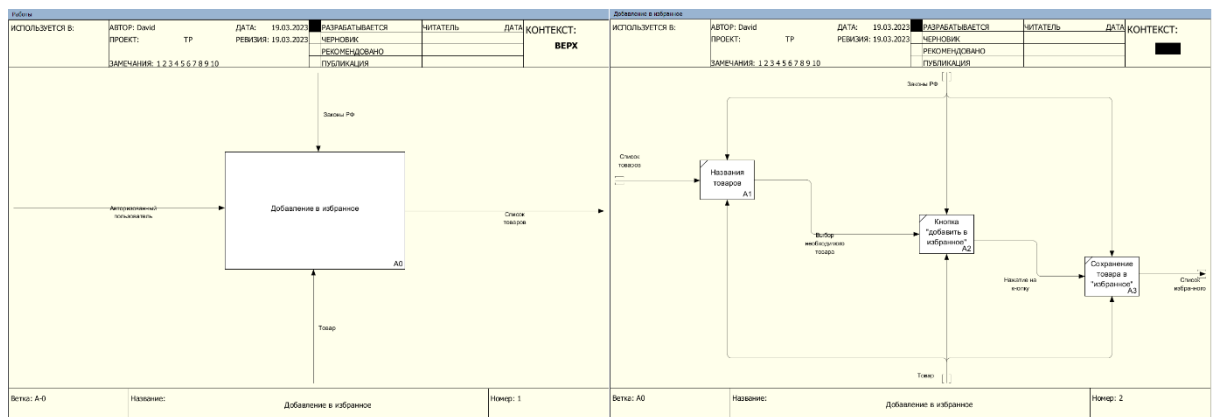 Работы
ИСПОЛЬЗУЕТСЯ В:
АВТОР: David
ДАТА: 19.03.2023
РАЗРАБАТЫВАЕТСЯ
ЧИТАТЕЛЬ
ДАТА
КОНТЕКСТ:
ПРОЕКТ: ТР
РЕВИЗИЯ: 19.03.2023
ЧЕРНОВИК
ВЕРХ
РЕКОМЕНДОВАНО
ЗАМЕЧАНИЯ: 1 2 3 4 5 6 7 8 9 10
ПУБЛИКАЦИЯ
Законы РФ
Авторизованный
пользователь
Добавление в избранное
A0
Список
товаров
Товар
Ветка: A-0
Название:
Добавление в избранное
Номер: 1
Добавление в избранное
ИСПОЛЬЗУЕТСЯ В:
АВТОР: David
ДАТА: 19.03.2023
РАЗРАБАТЫВАЕТСЯ
ЧИТАТЕЛЬ
ДАТА
КОНТЕКСТ:
ПРОЕКТ: ТР
РЕВИЗИЯ: 19.03.2023
ЧЕРНОВИК
РЕКОМЕНДОВАНО
ЗАМЕЧАНИЯ: 1 2 3 4 5 6 7 8 9 10
ПУБЛИКАЦИЯ
Законы РФ
Список
товаров
Названия
товаров
A1
Выбор
необходимого
товара
Кнопка
"добавить в
избранное"
A2
Нажатие на
кнопку
Сохранение
товара в
"избранное"
A3
Список
избранного
Товар
Ветка: A0
Название:
Добавление в избранное
Номер: 2